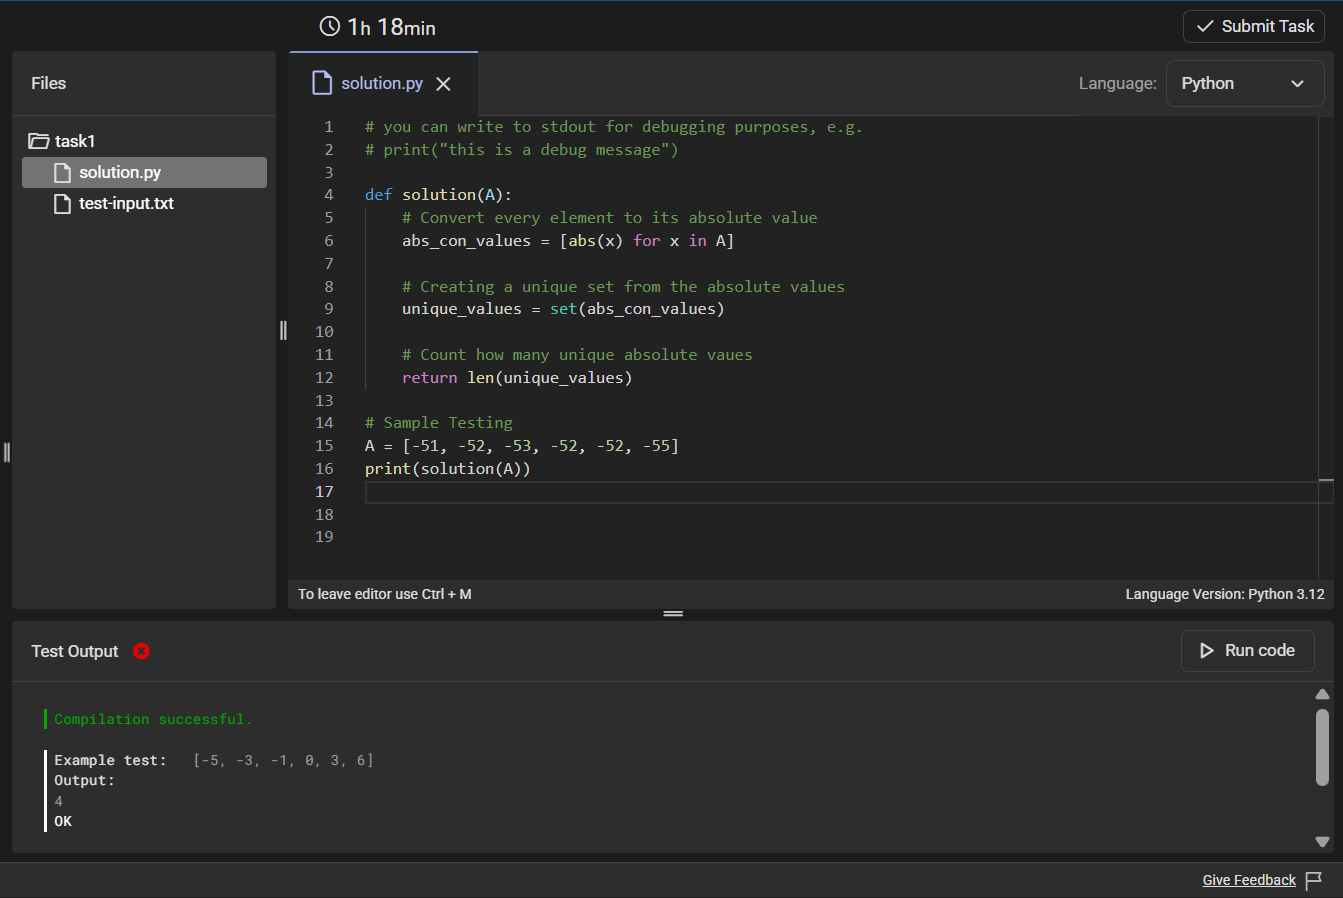 1h 18min
Submit Task
Files
task1
solution.py
test-input.txt
solution.py
Language: Python
1 # you can write to stdout for debugging purposes, e.g.
2 # print("this is a debug message")
3
4 def solution(A):
5 # Convert every element to its absolute value
6 abs_con_values = [abs(x) for x in A]
7
8 # Creating a unique set from the absolute values
9 unique_values = set(abs_con_values)
10
11 # Count how many unique absolute vaues
12 return len(unique_values)
13
14 # Sample Testing
15 A = [-51, -52, -53, -52, -52, -55]
16 print(solution(A))
17
18
19
To leave editor use Ctrl + M
Language Version: Python 3.12
Test Output
Run code
Compilation successful.
Example test: [-5, -3, -1, 0, 3, 6]
Output:
4
OK
Give Feedback